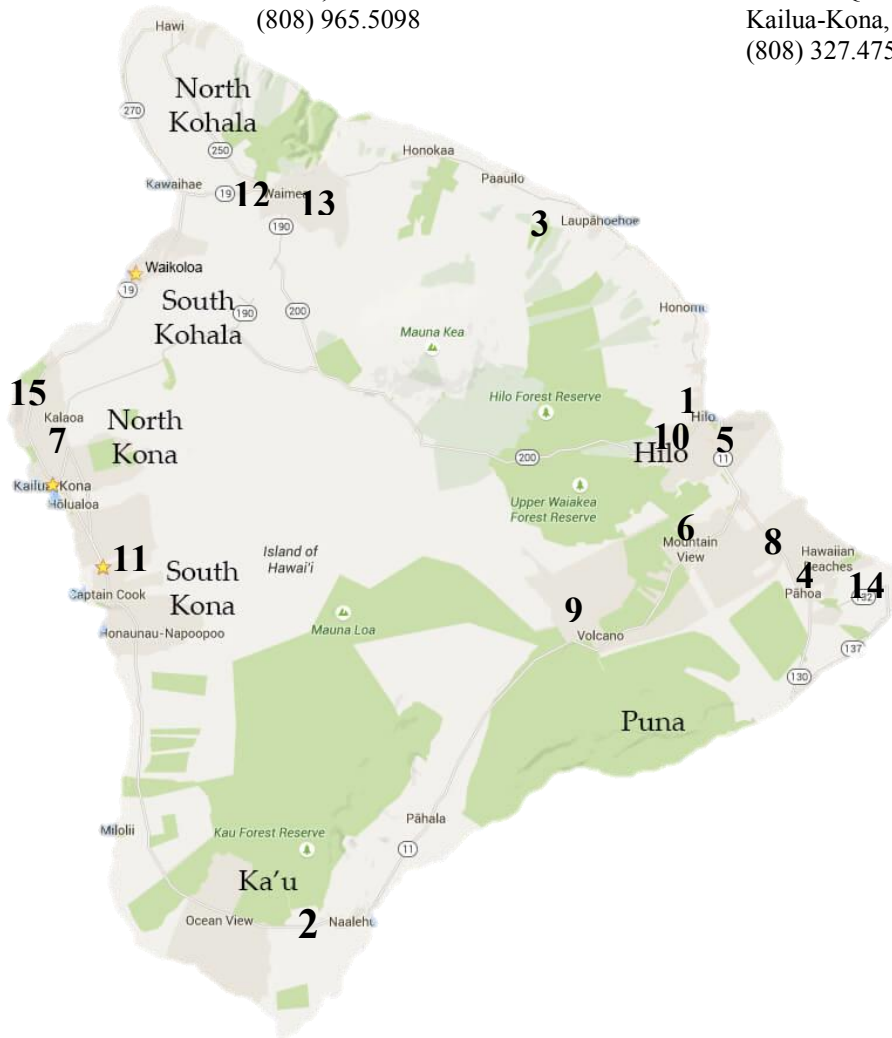 (808) 965.5098
Kailua-Kona,
(808) 327.475
Hawi
North
Kohala
270
250
Honokaa
Kawaihae
19
12
Waimea
13
Paauilo
190
3
Laupāhoehoe
Waikoloa
19
South
Kohala
190
200
Honomu
Mauna Kea
15
Kalaoa
7
North
Kona
Hilo Forest Reserve
1
Hilo
10
5
Hilo
11
200
Kailua-Kona
Hōlualoa
Upper Waiakea
Forest Reserve
6
Mountain
View
8
Hawaiian
Beaches
4
Pāhoa
14
132
11
Island of
Hawai'i
South
Kona
Captain Cook
Honaunau-Napoopoo
Mauna Loa
9
Volcano
137
130
Puna
Milolii
Pāhala
Kau Forest Reserve
11
Ka'u
Ocean View
2
Naalehu